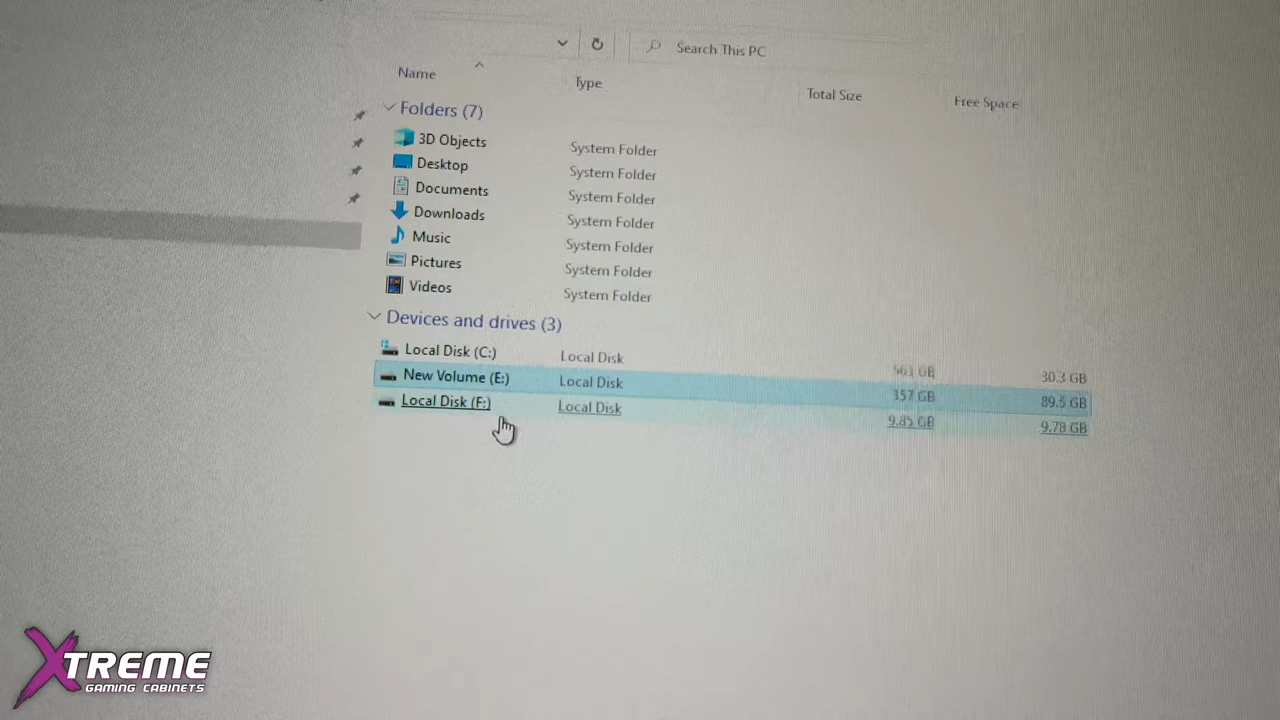 Search This PC
Name Type Total Size Free Space
Folders (7)
3D Objects System Folder
Desktop System Folder
Documents System Folder
Downloads System Folder
Music System Folder
Pictures System Folder
Videos System Folder
Devices and drives (3)
Local Disk (C:) Local Disk GB 30.3 GB
New Volume (E:) Local Disk 357 GB 89.5 GB
Local Disk (F:) Local Disk 9.85 GB 9.78 GB
XTREME
GAMING CABINETS